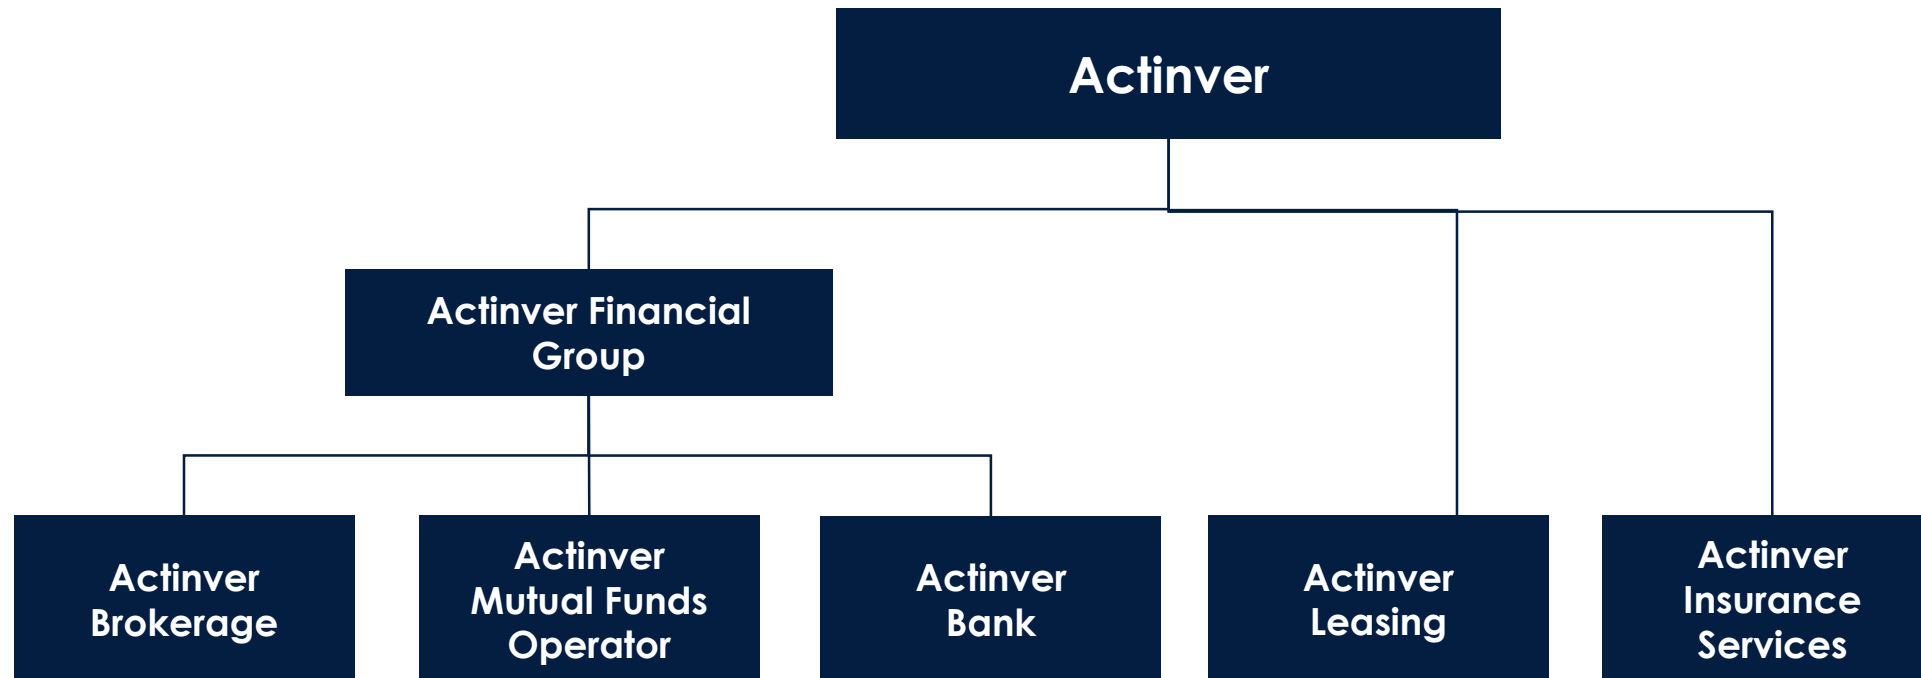 Actinver
Actinver Financial
Group
Actinver
Brokerage
Actinver
Mutual Funds
Operator
Actinver
Bank
Actinver
Leasing
Actinver
Insurance
Services